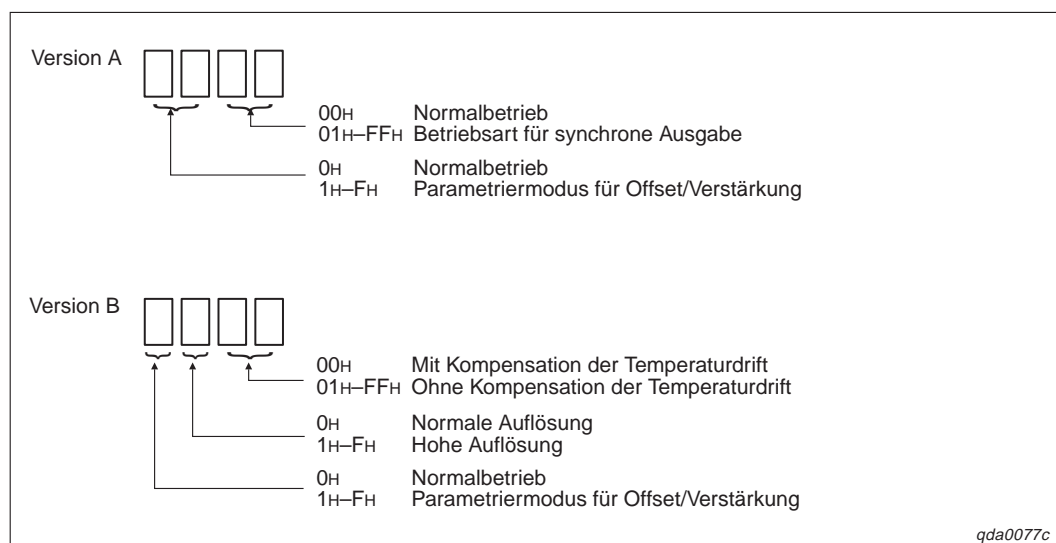 Version A
00H Normalbetrieb
01H–FFH Betriebsart für synchrone Ausgabe
0H Normalbetrieb
1H–FH Parametriermodus für Offset/Verstärkung
Version B
00H Mit Kompensation der Temperaturdrift
01H–FFH Ohne Kompensation der Temperaturdrift
0H Normale Auflösung
1H–FH Hohe Auflösung
0H Normalbetrieb
1H–FH Parametriermodus für Offset/Verstärkung
qda0077c